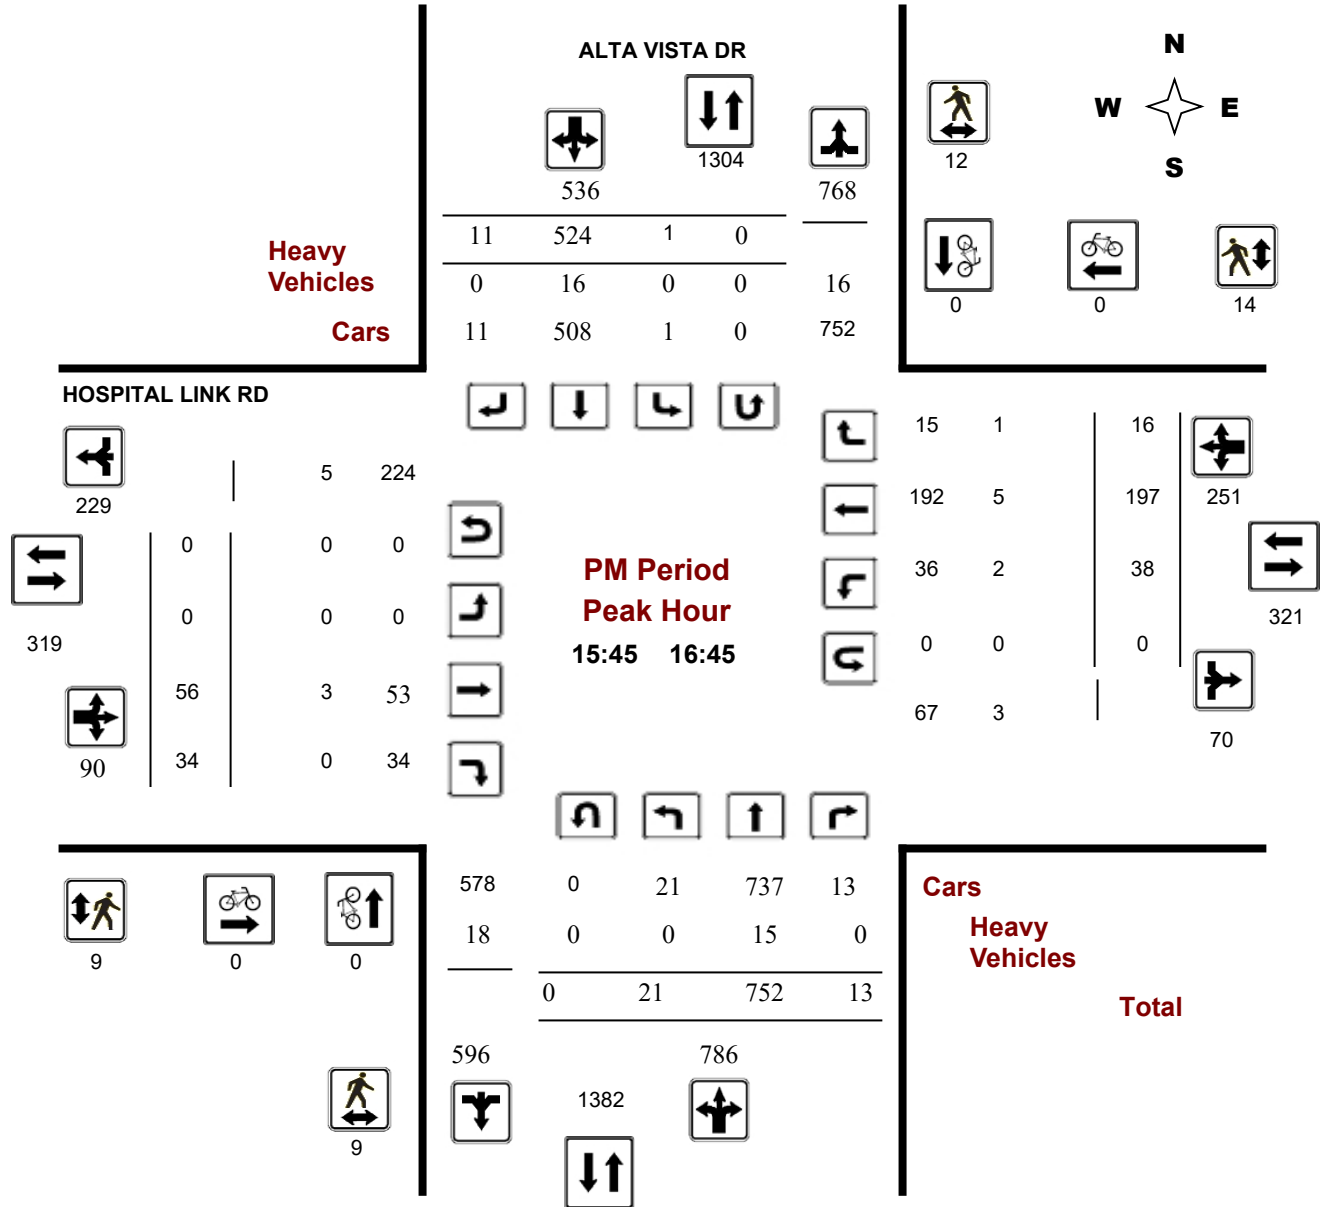 ALTA VISTA DR
N
W E
S
1304
12
536
768
11 524 1 0
Heavy
Vehicles
0 16 0 0 16
Cars
11 508 1 0 752
0 0 14
HOSPITAL LINK RD
229
5 224
0 0 0
0 0 0
319
56 3 53
34 0 34
90
PM Period
Peak Hour
15:45 16:45
15 1 16
192 5 197
251
36 2 38
321
0 0 0
67 3
70
578 0 21 737 13
Cars
18 0 0 15 0
Heavy
Vehicles
9 0 0
0 21 752 13
Total
596 786
1382
9